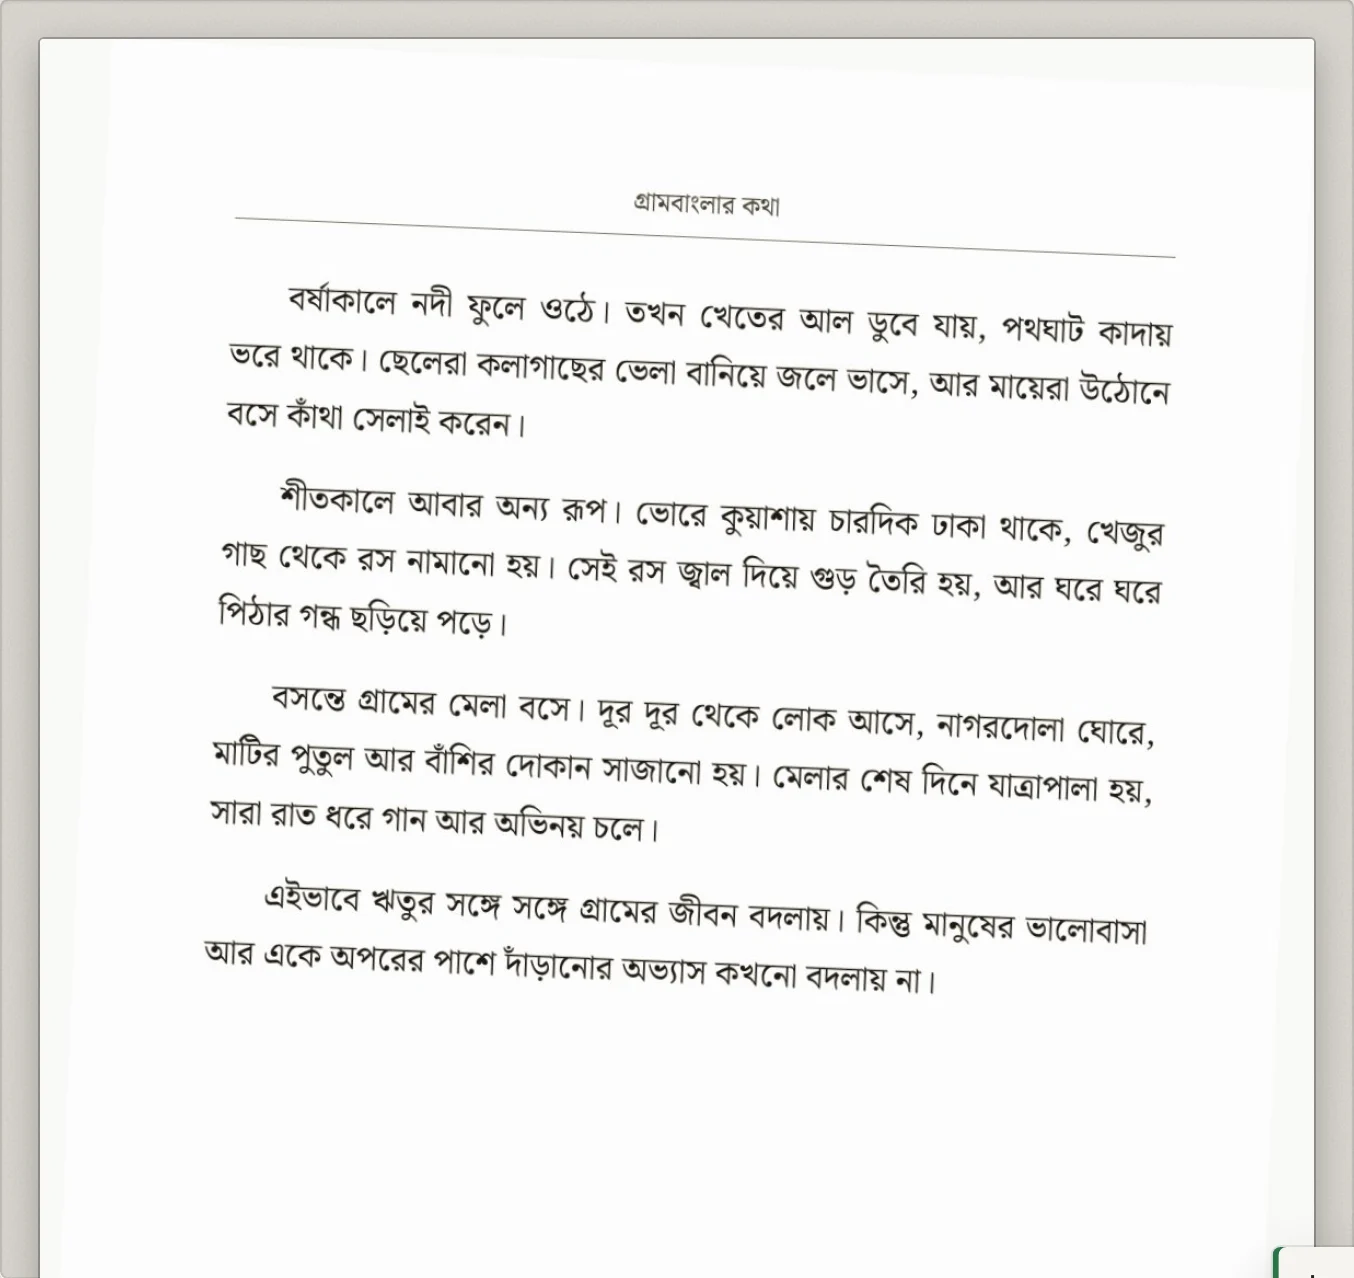 গ্রামবাংলার কথা
বর্ষাকালে নদী ফুলে ওঠে। তখন খেতের আল ডুবে যায়, পথঘাট কাদায়
ভরে থাকে। ছেলেরা কলাগাছের ভেলা বানিয়ে জলে ভাসে, আর মায়েরা উঠোনে
বসে কাঁথা সেলাই করেন।
শীতকালে আবার অন্য রূপ। ভোরে কুয়াশায় চারদিক ঢাকা থাকে, খেজুর
গাছ থেকে রস নামানো হয়। সেই রস জ্বাল দিয়ে গুড় তৈরি হয়, আর ঘরে ঘরে
পিঠার গন্ধ ছড়িয়ে পড়ে।
বসন্তে গ্রামের মেলা বসে। দূর দূর থেকে লোক আসে, নাগরদোলা ঘোরে,
মাটির পুতুল আর বাঁশির দোকান সাজানো হয়। মেলার শেষ দিনে যাত্রাপালা হয়,
সারা রাত ধরে গান আর অভিনয় চলে।
এইভাবে ঋতুর সঙ্গে সঙ্গে গ্রামের জীবন বদলায়। কিন্তু মানুষের ভালোবাসা
আর একে অপরের পাশে দাঁড়ানোর অভ্যাস কখনো বদলায় না।